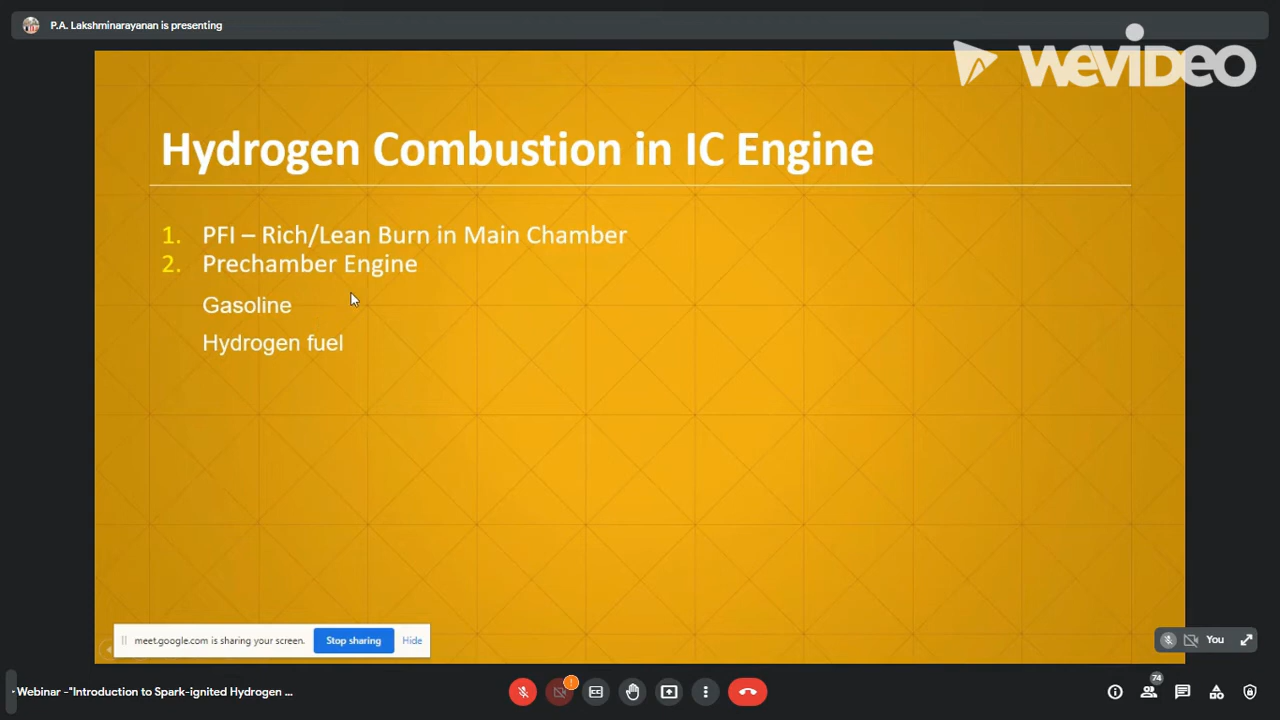 P.A. Lakshminarayanan is presenting
WEVIDEO
Hydrogen Combustion in IC Engine
1. PFI – Rich/Lean Burn in Main Chamber
2. Prechamber Engine
Gasoline
Hydrogen fuel
meet.google.com is sharing your screen.
Stop sharing
Hide
You
Webinar -"Introduction to Spark-ignited Hydrogen ...
!
74